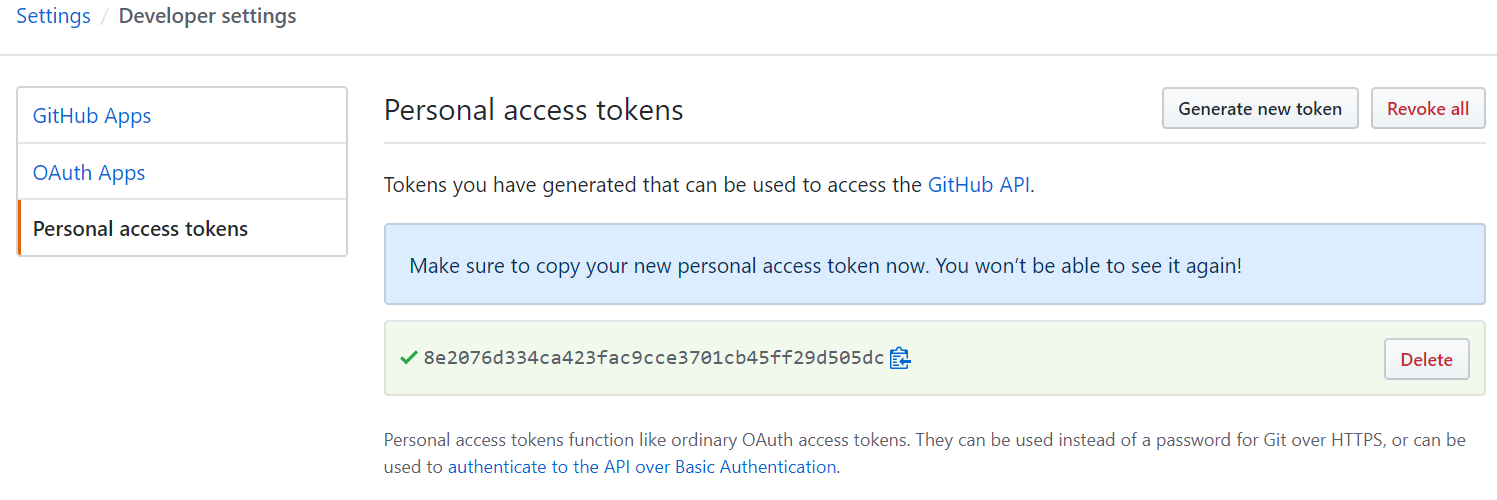 Settings / Developer settings
GitHub Apps
OAuth Apps
Personal access tokens
Personal access tokens
Generate new token
Revoke all
Tokens you have generated that can be used to access the GitHub API.
Make sure to copy your new personal access token now. You won’t be able to see it again!
8e2076d334ca423fac9cce3701cb45ff29d505dc
Delete
Personal access tokens function like ordinary OAuth access tokens. They can be used instead of a password for Git over HTTPS, or can be
used to authenticate to the API over Basic Authentication.